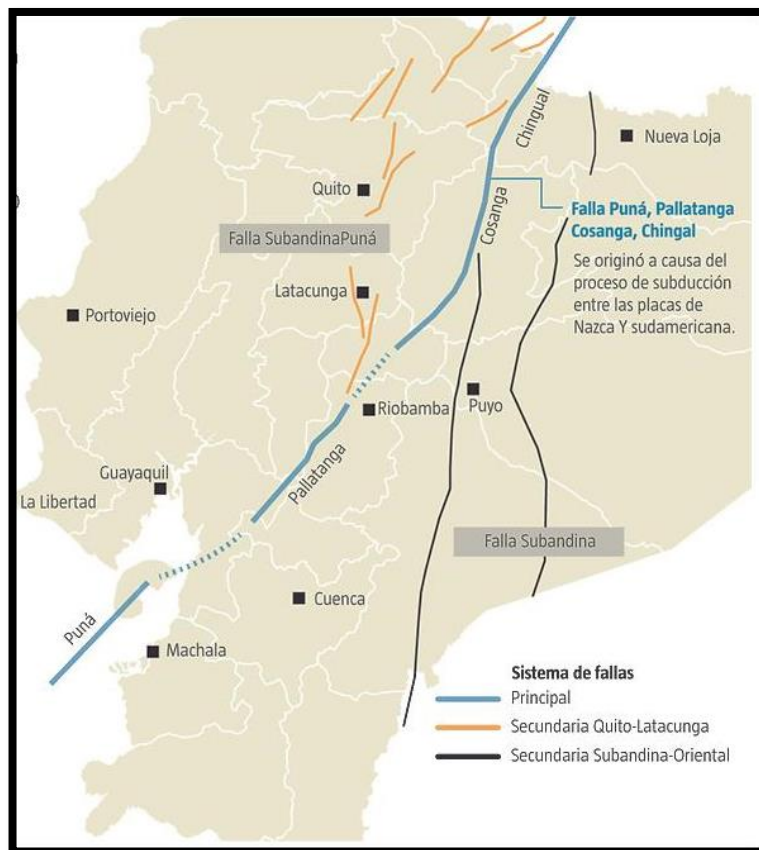 Chingual
Nueva Loja
Quito
Cosanga
Falla Puná, Pallatanga
Cosanga, Chingal
Se originó a causa del
proceso de subducción
entre las placas de
Nazca Y sudamericana.
Falla SubandinaPuná
Latacunga
Portoviejo
Riobamba
Puyo
Pallatanga
Guayaquil
La Libertad
Falla Subandina
Cuenca
Puná
Machala
Sistema de fallas
Principal
Secundaria Quito-Latacunga
Secundaria Subandina-Oriental